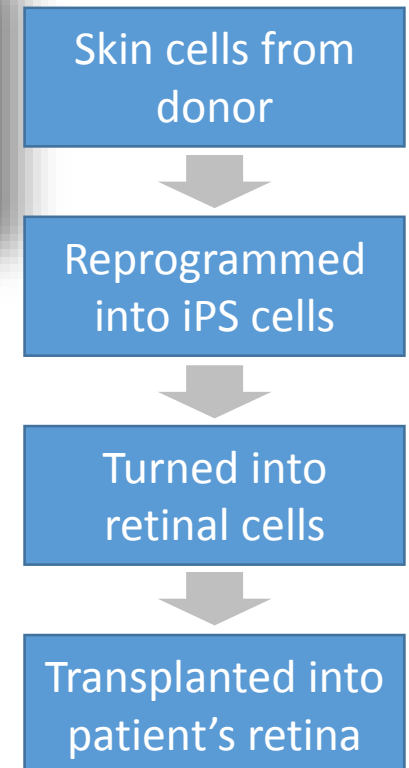 Skin cells from
donor
Reprogrammed
into iPS cells
Turned into
retinal cells
Transplanted into
patient’s retina